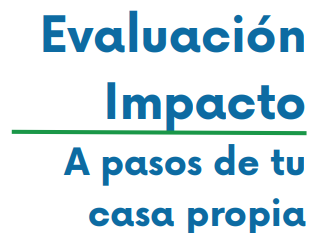 Evaluación
Impacto
A pasos de tu
casa propia